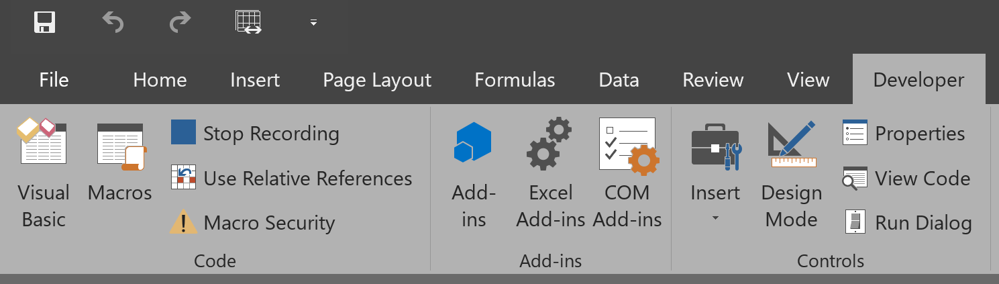 File Home Insert Page Layout Formulas Data Review View Developer
Visual Basic
Macros
Stop Recording
Use Relative References
Macro Security
Code
Add-
ins
Excel
Add-ins
COM
Add-ins
Add-ins
Insert
Design
Mode
Properties
View Code
Run Dialog
Controls